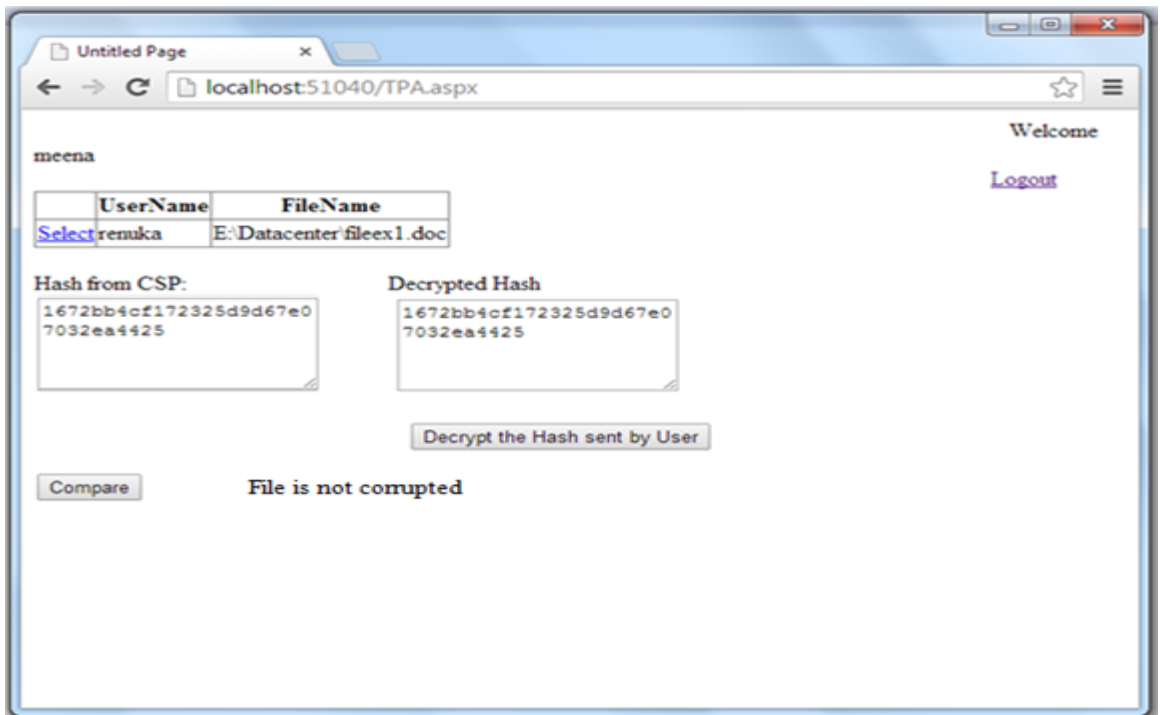 Untitled Page
localhost:51040/TPA.aspx
Welcome
meena
Logout
UserName FileName
Select renuka E:\Datacenter\fileex1.doc
Hash from CSP: Decrypted Hash
1672bb4cf172325d9d67e0 1672bb4cf172325d9d67e0
7032ea4425 7032ea4425
Decrypt the Hash sent by User
Compare File is not corrupted